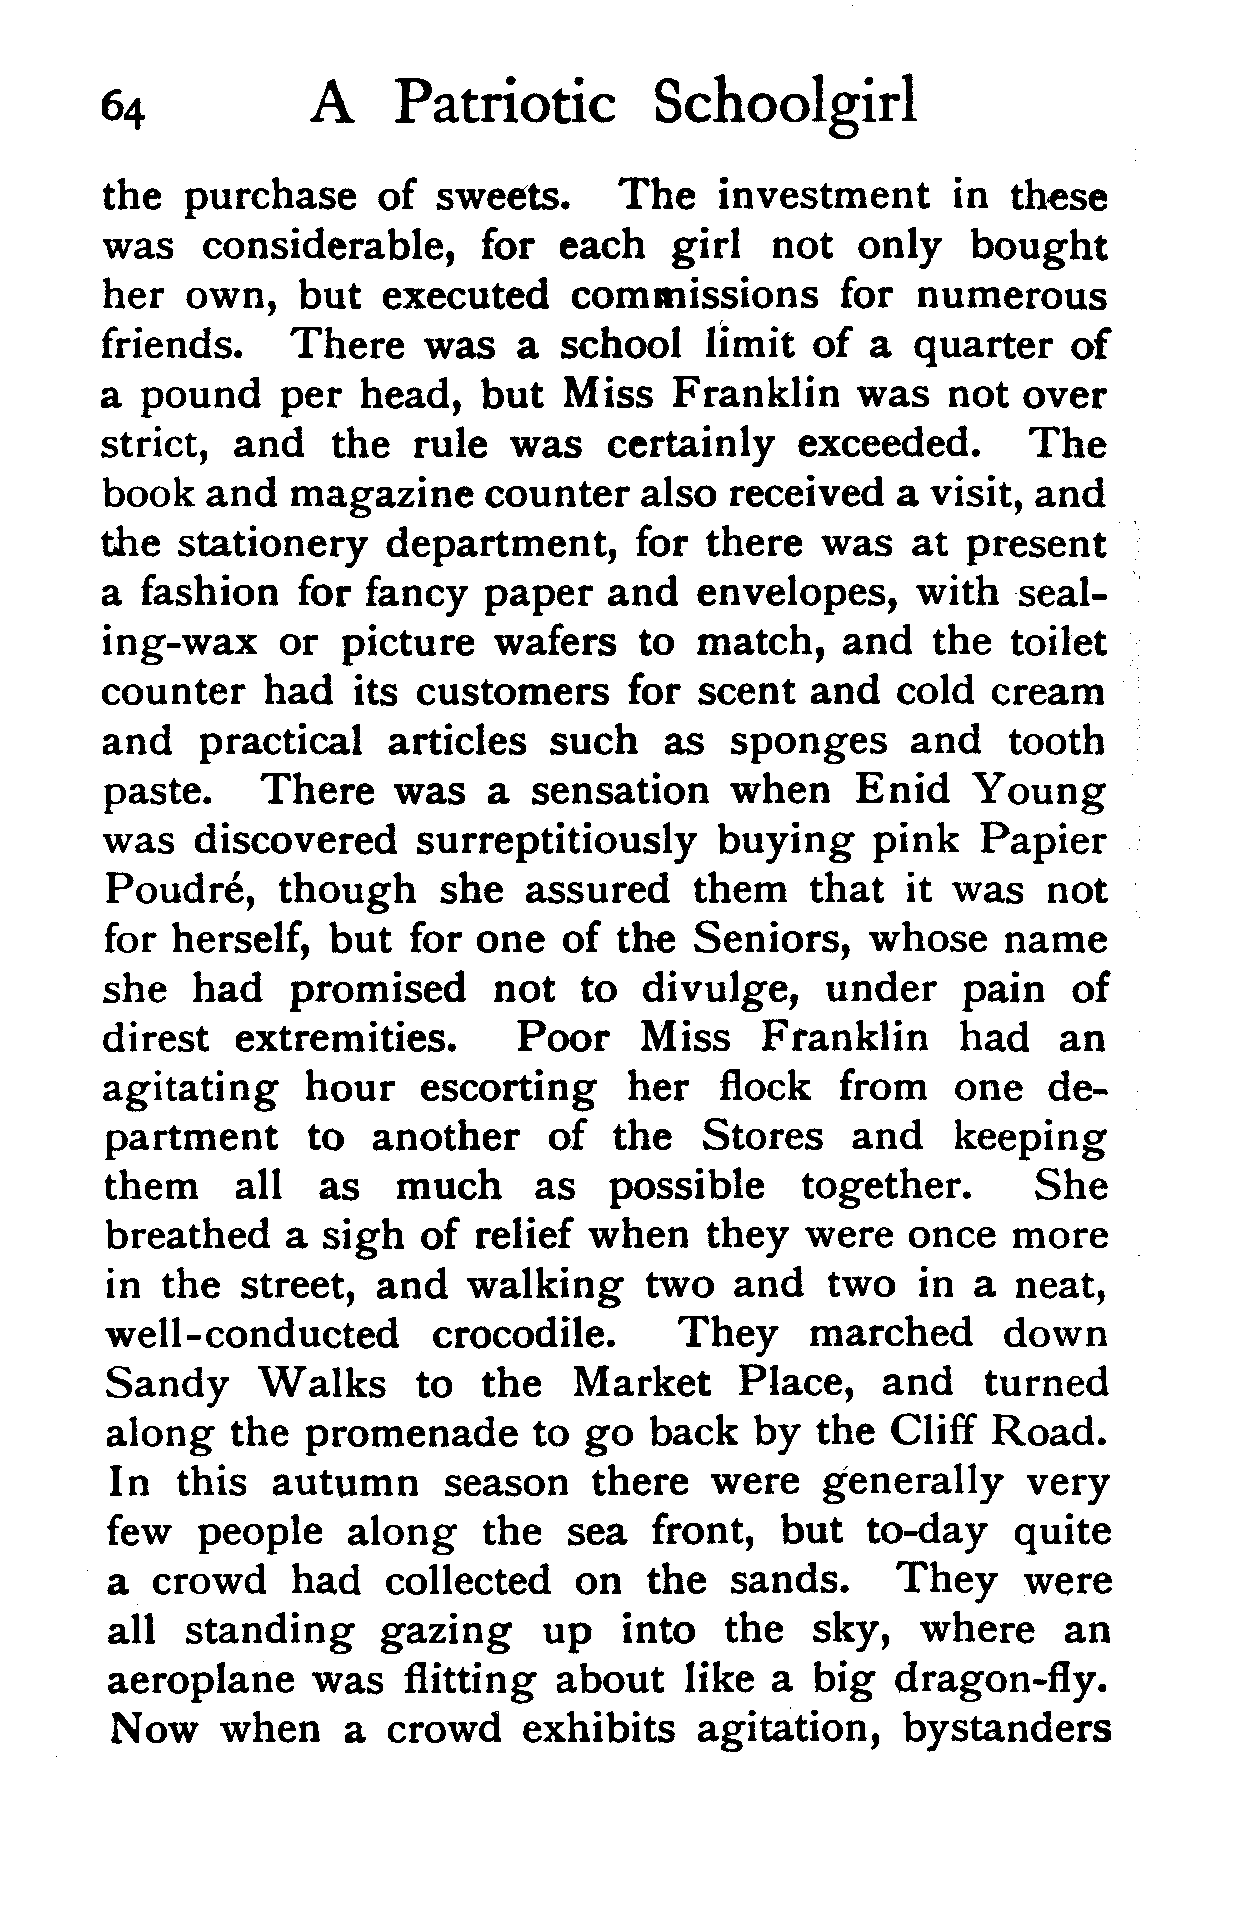 64 A Patriotic Schoolgirl
the purchase of sweets. The investment in these
was considerable, for each girl not only bought
her own, but executed commissions for numerous
friends. There was a school limit of a quarter of
a pound per head, but Miss Franklin was not over
strict, and the rule was certainly exceeded. The
book and magazine counter also received a visit, and
the stationery department, for there was at present
a fashion for fancy paper and envelopes, with seal-
ing-wax or picture wafers to match, and the toilet
counter had its customers for scent and cold cream
and practical articles such as sponges and tooth
paste. There was a sensation when Enid Young
was discovered surreptitiously buying pink Papier
Poudré, though she assured them that it was not
for herself, but for one of the Seniors, whose name
she had promised not to divulge, under pain of
direst extremities. Poor Miss Franklin had an
agitating hour escorting her flock from one de-
partment to another of the Stores and keeping
them all as much as possible together. She
breathed a sigh of relief when they were once more
in the street, and walking two and two in a neat,
well-conducted crocodile. They marched down
Sandy Walks to the Market Place, and turned
along the promenade to go back by the Cliff Road.
In this autumn season there were generally very
few people along the sea front, but to-day quite
a crowd had collected on the sands. They were
all standing gazing up into the sky, where an
aeroplane was flitting about like a big dragon-fly.
Now when a crowd exhibits agitation, bystanders